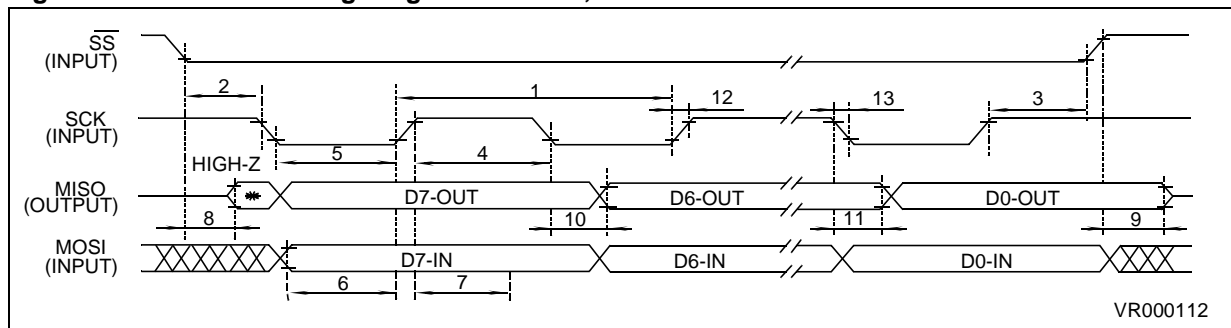 SS
(INPUT)
2
1
12
13
3
SCK
(INPUT)
5
4
HIGH-Z
MISO
(OUTPUT)
D7-OUT
D6-OUT
D0-OUT
8
10
11
9
MOSI
(INPUT)
D7-IN
D6-IN
D0-IN
6
7
VR000112